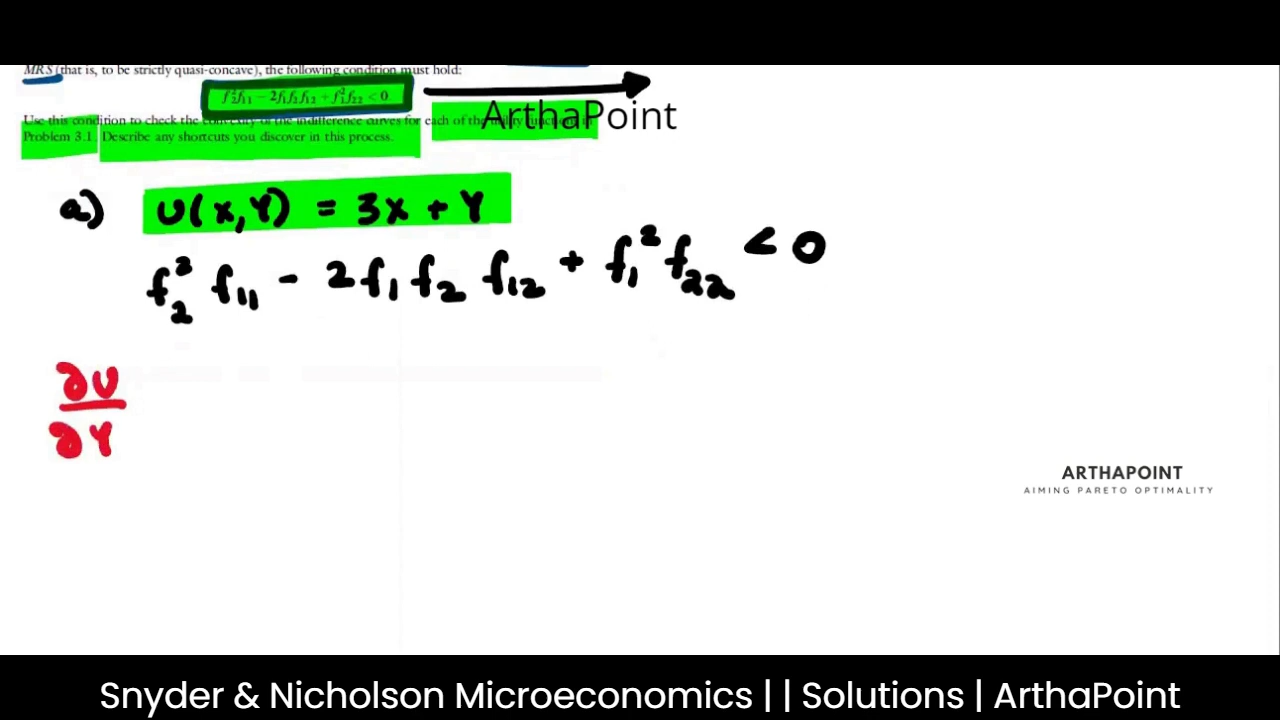 MRS (that is, to be strictly quasi-concave), the following condition must hold:
f₂²f₁₁ − 2f₁f₂f₁₂ + f₁²f₂₂ < 0
ArthaPoint
Use this condition to check the convexity of the indifference curves for each of the utility functions in
Problem 3.1. Describe any shortcuts you discover in this process.
a) U(X,Y) = 3X + Y
f₂² f₁₁ - 2f₁ f₂ f₁₂ + f₁² f₂₂ < 0
∂U
∂Y
ARTHAPOINT
AIMING PARETO OPTIMALITY
Snyder & Nicholson Microeconomics | | Solutions | ArthaPoint